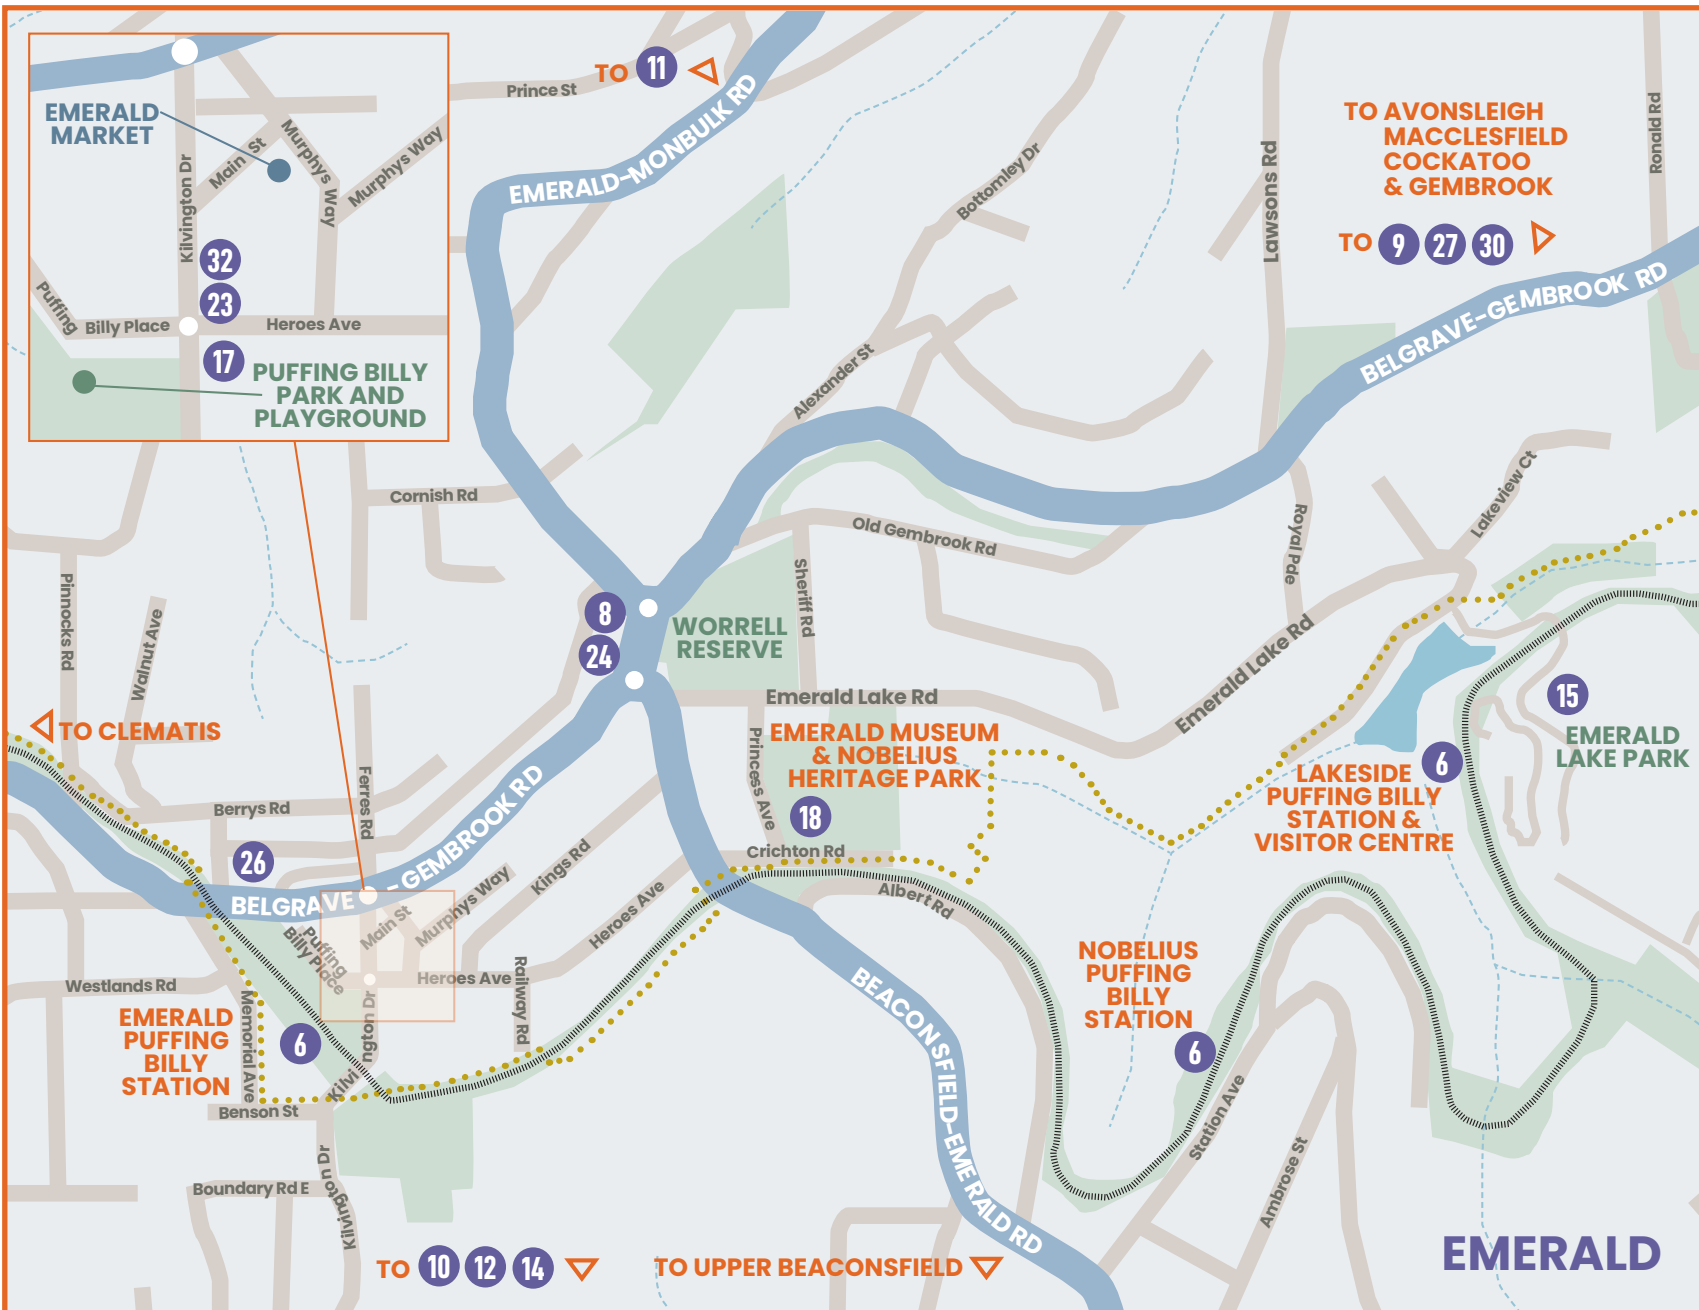 EMERALD
MARKET
Main St
Murphys Way
Murphys Way
Kilvington Dr
32
23
Puffing
Billy Place
Heroes Ave
17
PUFFING BILLY
PARK AND
PLAYGROUND
Prince St
TO 11
EMERALD-MONBULK RD
Bottomley Dr
Lawsons Rd
Ronald Rd
TO AVONSLEIGH
MACCLESFIELD
COCKATOO
& GEMBROOK
TO 9 27 30
BELGRAVE-GEMBROOK RD
Alexander St
Cornish Rd
Old Gembrook Rd
Royal Pde
Lakeview Ct
Pinnocks Rd
Walnut Ave
Sheriff Rd
8
24
WORRELL
RESERVE
Emerald Lake Rd
Emerald Lake Rd
15
EMERALD
LAKE PARK
TO CLEMATIS
Ferres Rd
Princess Ave
EMERALD MUSEUM
& NOBELIUS
HERITAGE PARK
18
Crichton Rd
6
LAKESIDE
PUFFING BILLY
STATION &
VISITOR CENTRE
Berrys Rd
26
BELGRAVE - GEMBROOK RD
Kings Rd
Murphys Way
Main St
Puffing
Billy Place
Heroes Ave
Heroes Ave
Railway Rd
Albert Rd
Westlands Rd
Memorial Ave
EMERALD
PUFFING
BILLY
STATION
6
Kilvington Dr
Benson St
BEACONSFIELD-EMERALD RD
NOBELIUS
PUFFING
BILLY
STATION
6
Station Ave
Ambrose St
Boundary Rd E
Kilvington Dr
TO 10 12 14
TO UPPER BEACONSFIELD
EMERALD